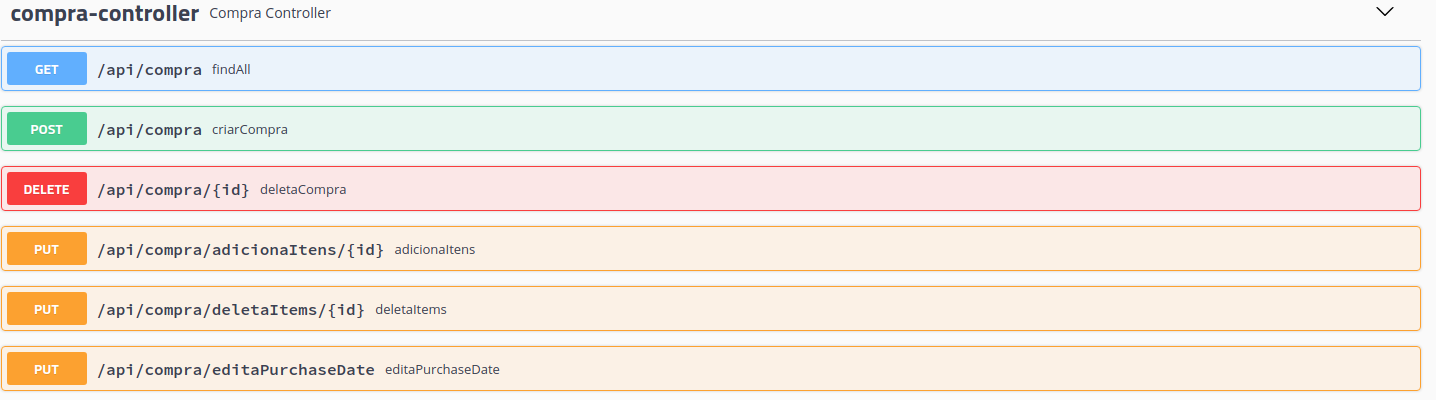 compra-controller Compra Controller
GET /api/compra findAll
POST /api/compra criarCompra
DELETE /api/compra/{id} deletaCompra
PUT /api/compra/adicionaItens/{id} adicionaItens
PUT /api/compra/deletaItems/{id} deletaItems
PUT /api/compra/editaPurchaseDate editaPurchaseDate